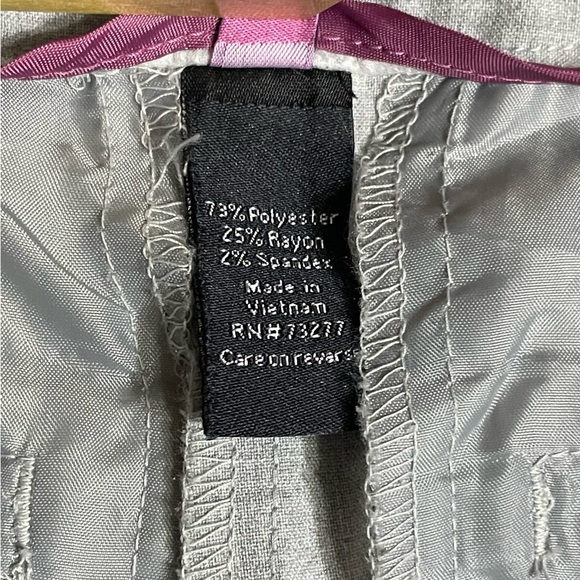 73% Polyester
25% Rayon
2% Spandex
Made in
Vietnam
RN# 73277
Care on reverse